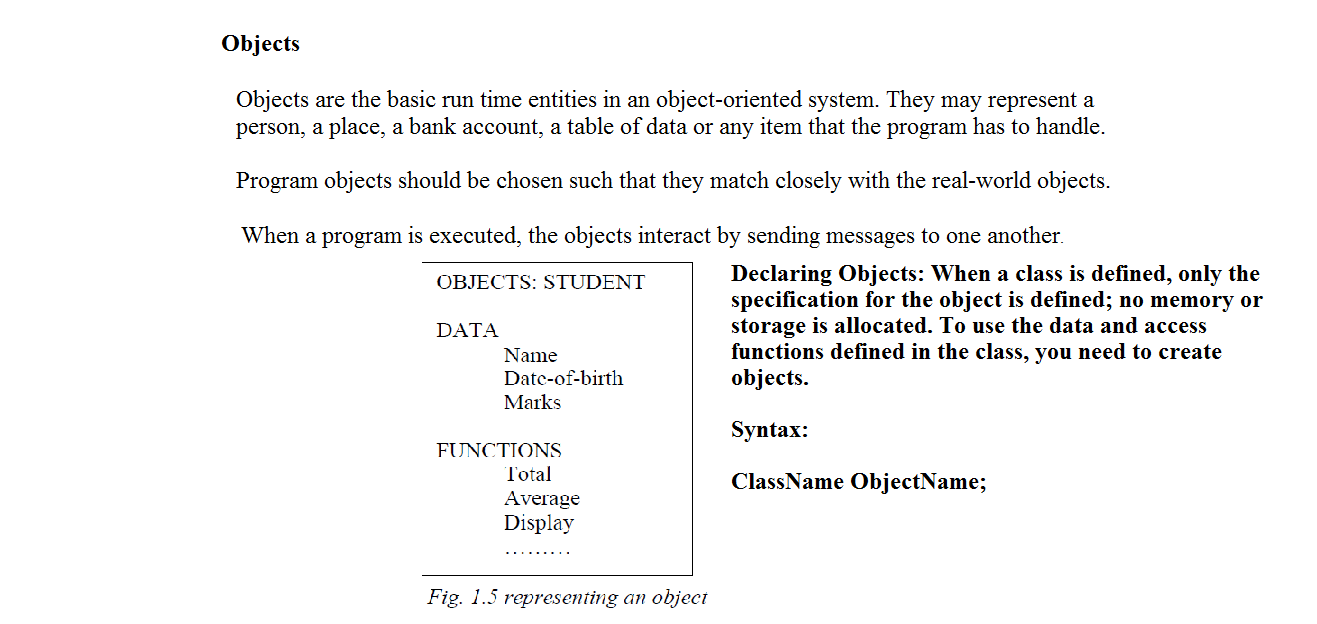 Objects
Objects are the basic run time entities in an object-oriented system. They may represent a
person, a place, a bank account, a table of data or any item that the program has to handle.
Program objects should be chosen such that they match closely with the real-world objects.
When a program is executed, the objects interact by sending messages to one another.
OBJECTS: STUDENT
DATA
Name
Date-of-birth
Marks
FUNCTIONS
Total
Average
Display
.........
Fig. 1.5 representing an object
Declaring Objects: When a class is defined, only the
specification for the object is defined; no memory or
storage is allocated. To use the data and access
functions defined in the class, you need to create
objects.
Syntax:
ClassName ObjectName;